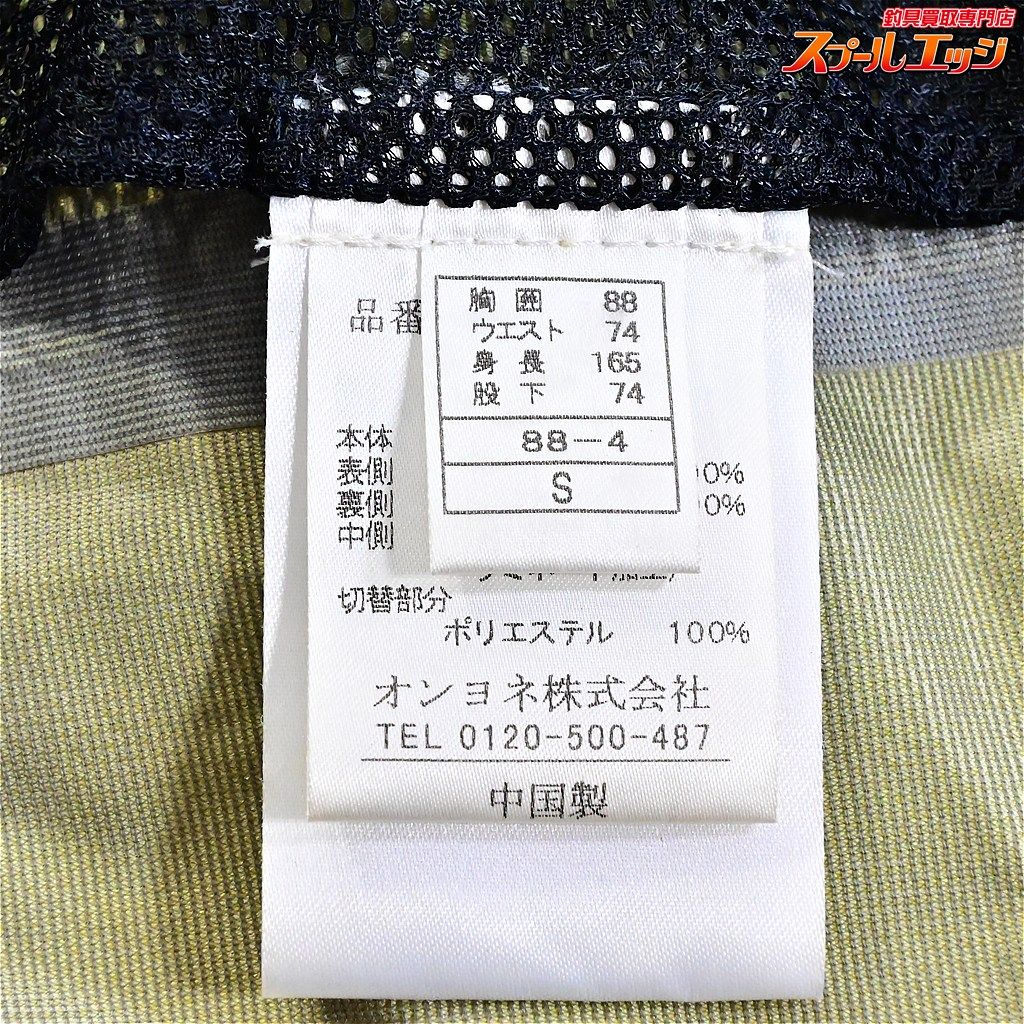 釣具買取専門店
スプールエッジ
胸囲 88
ウエスト 74
身長 165
股下 74
88-4
S
品番
本体
表側 00%
裏側 00%
中側
切替部分
ポリエステル 100%
オンヨネ株式会社
TEL 0120-500-487
中国製